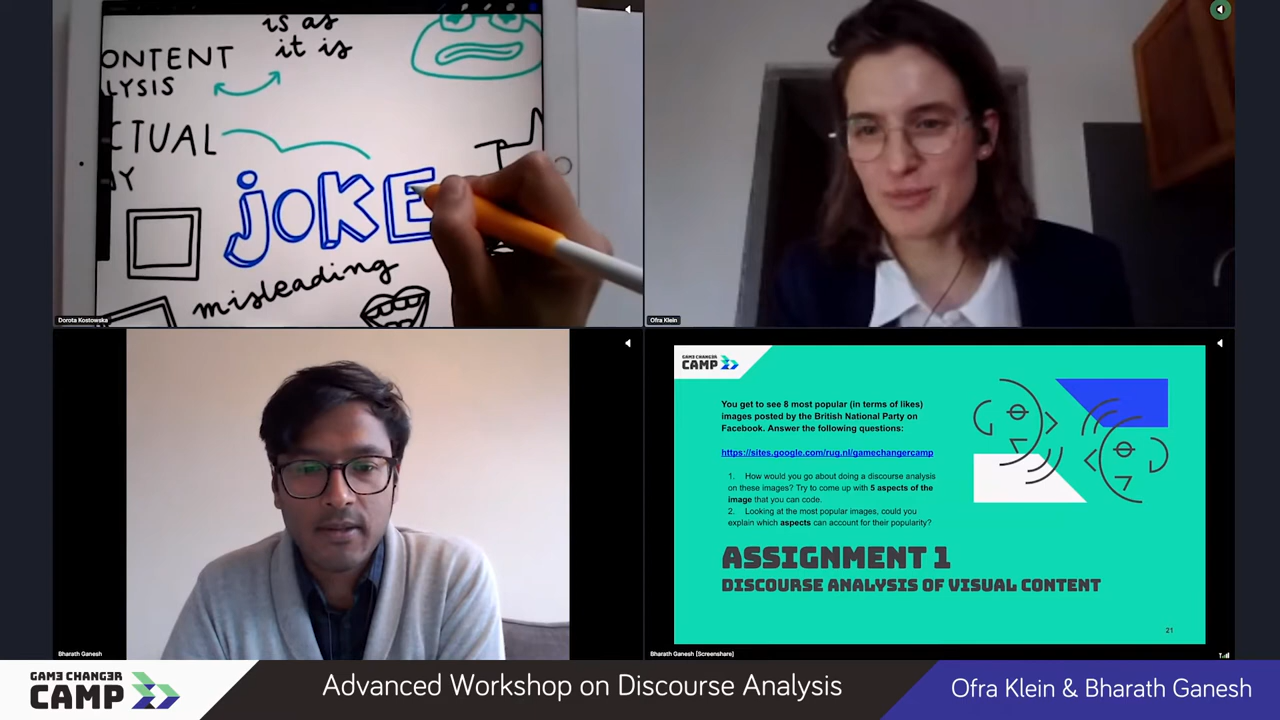 is as
it is
ONTENT
LYSIS
CTUAL
Y
JOKE
misleading
Dorota Kostowska
Ofra Klein
Bharath Ganesh
GAME CHANGER
CAMP
You get to see 8 most popular (in terms of likes)
images posted by the British National Party on
Facebook. Answer the following questions:
https://sites.google.com/rug.nl/gamechangercamp
1. How would you go about doing a discourse analysis
on these images? Try to come up with 5 aspects of the
image that you can code.
2. Looking at the most popular images, could you
explain which aspects can account for their popularity?
ASSIGNMENT 1
DISCOURSE ANALYSIS OF VISUAL CONTENT
21
Bharath Ganesh [Screenshare]
GAME CHANGER
CAMP
Advanced Workshop on Discourse Analysis
Ofra Klein & Bharath Ganesh